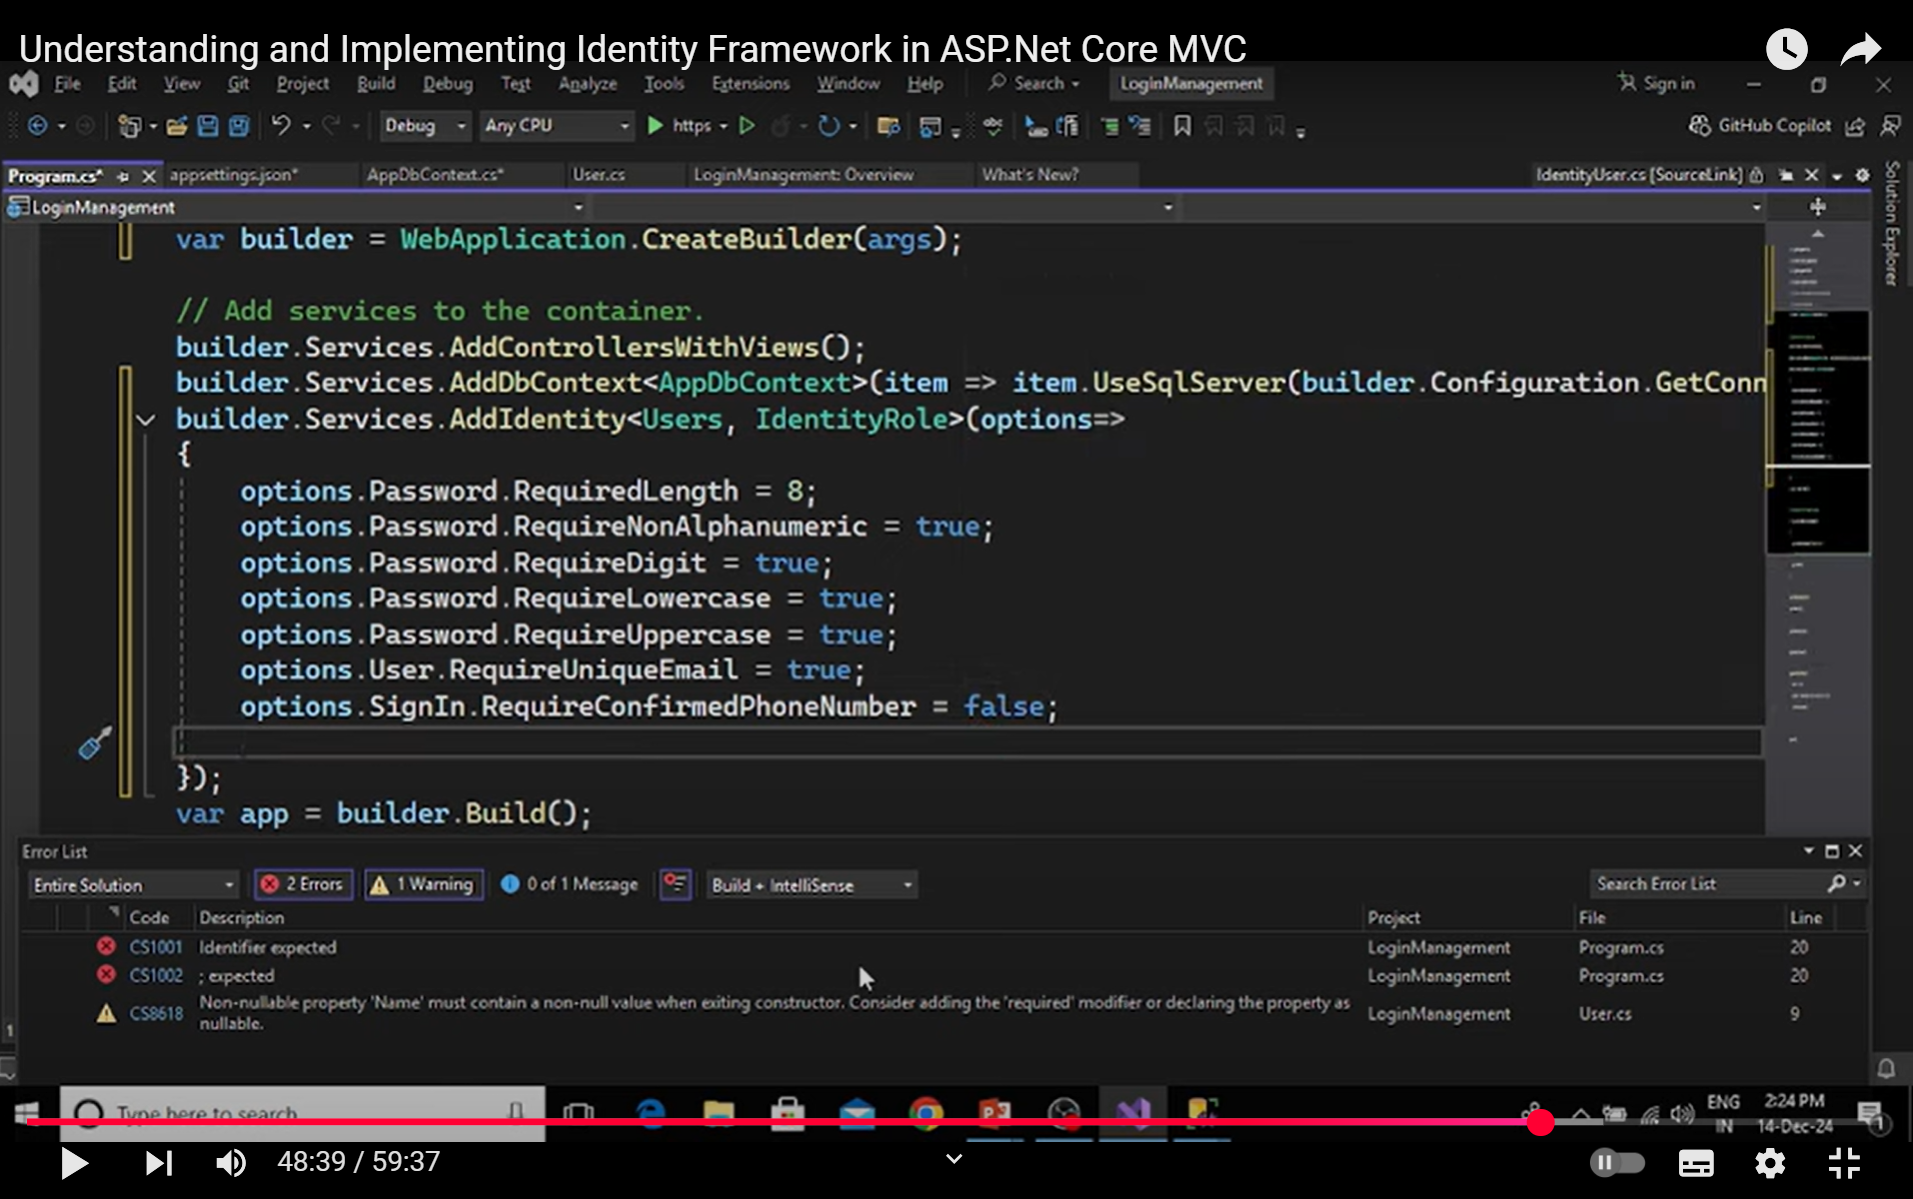 Understanding and Implementing Identity Framework in ASP.Net Core MVC
File Edit View Git Project Build Debug Test Analyze Tools Extensions Window Help Search LoginManagement Sign in
Debug Any CPU https GitHub Copilot
Program.cs* appsettings.json* AppDbContext.cs* User.cs LoginManagement: Overview What's New? IdentityUser.cs [SourceLink]
Solution Explorer
LoginManagement
var builder = WebApplication.CreateBuilder(args);
// Add services to the container.
builder.Services.AddControllersWithViews();
builder.Services.AddDbContext<AppDbContext>(item => item.UseSqlServer(builder.Configuration.GetConn
builder.Services.AddIdentity<Users, IdentityRole>(options=>
{
options.Password.RequiredLength = 8;
options.Password.RequireNonAlphanumeric = true;
options.Password.RequireDigit = true;
options.Password.RequireLowercase = true;
options.Password.RequireUppercase = true;
options.User.RequireUniqueEmail = true;
options.SignIn.RequireConfirmedPhoneNumber = false;
});
var app = builder.Build();
Error List
Entire Solution 2 Errors 1 Warning 0 of 1 Message Build + IntelliSense Search Error List
Code Description Project File Line
CS1001 Identifier expected LoginManagement Program.cs 20
CS1002 ; expected LoginManagement Program.cs 20
CS8618 Non-nullable property 'Name' must contain a non-null value when exiting constructor. Consider adding the 'required' modifier or declaring the property as
nullable. LoginManagement User.cs 9
1
Type here to search
ENG 2:24 PM
IN 14-Dec-24 1
48:39 / 59:37